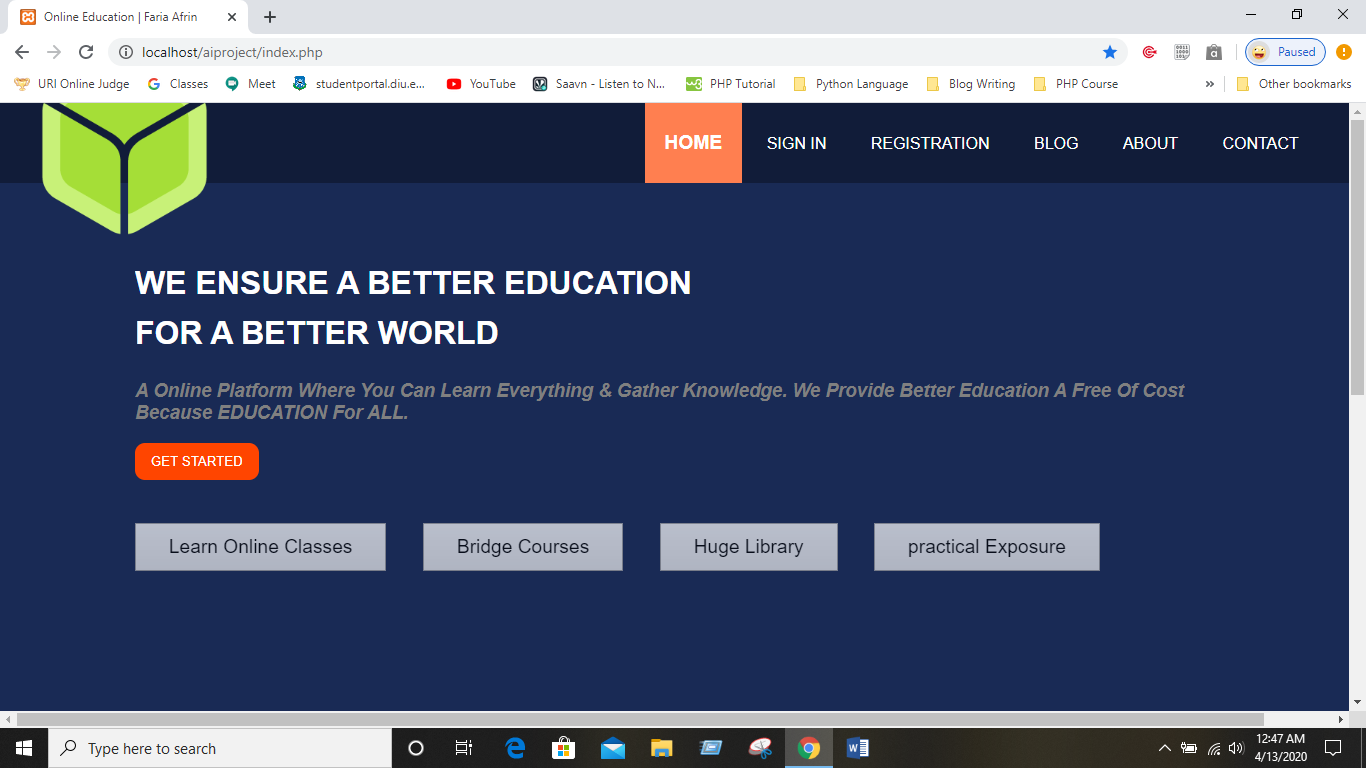 Online Education | Faria Afrin
localhost/aiproject/index.php
Paused
URI Online Judge Classes Meet studentportal.diu.e... YouTube Saavn - Listen to N... PHP Tutorial Python Language Blog Writing PHP Course » Other bookmarks
HOME SIGN IN REGISTRATION BLOG ABOUT CONTACT
WE ENSURE A BETTER EDUCATION
FOR A BETTER WORLD
A Online Platform Where You Can Learn Everything & Gather Knowledge. We Provide Better Education A Free Of Cost
Because EDUCATION For ALL.
GET STARTED
Learn Online Classes Bridge Courses Huge Library practical Exposure
Type here to search
12:47 AM
4/13/2020